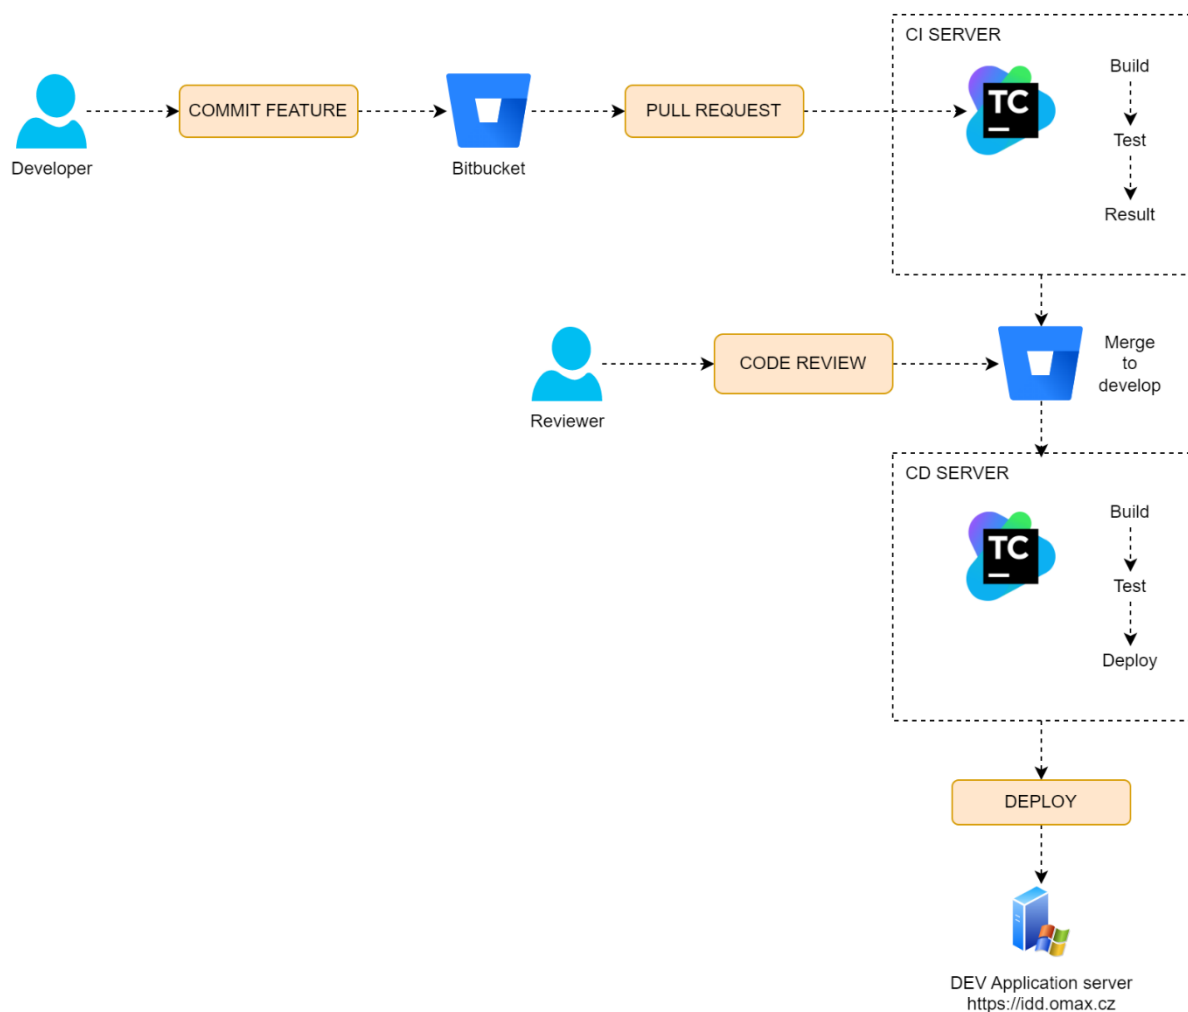 CI SERVER
TC
Build
Test
Result
COMMIT FEATURE
PULL REQUEST
Developer
Bitbucket
CODE REVIEW
Merge
to
develop
Reviewer
CD SERVER
TC
Build
Test
Deploy
DEPLOY
DEV Application server
https://idd.omax.cz